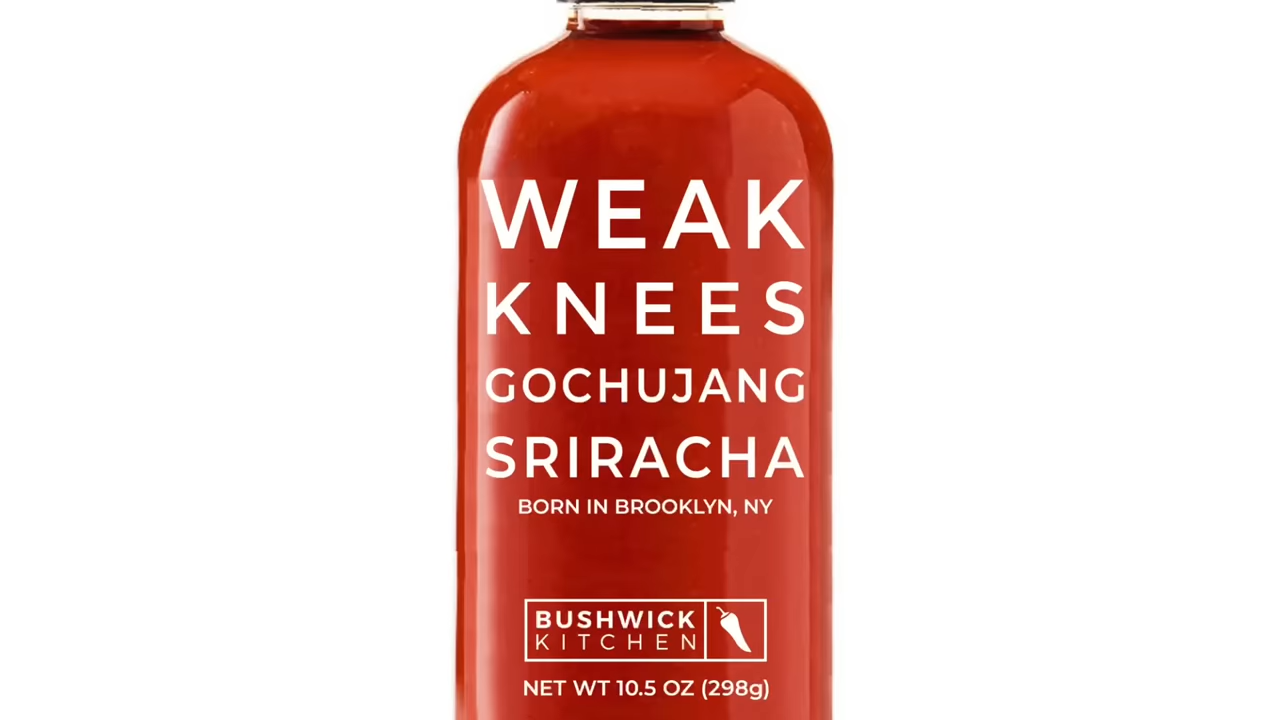 WEAK
KNEES
GOCHUJANG
SRIRACHA
BORN IN BROOKLYN, NY
BUSHWICK
KITCHEN
NET WT 10.5 OZ (298g)